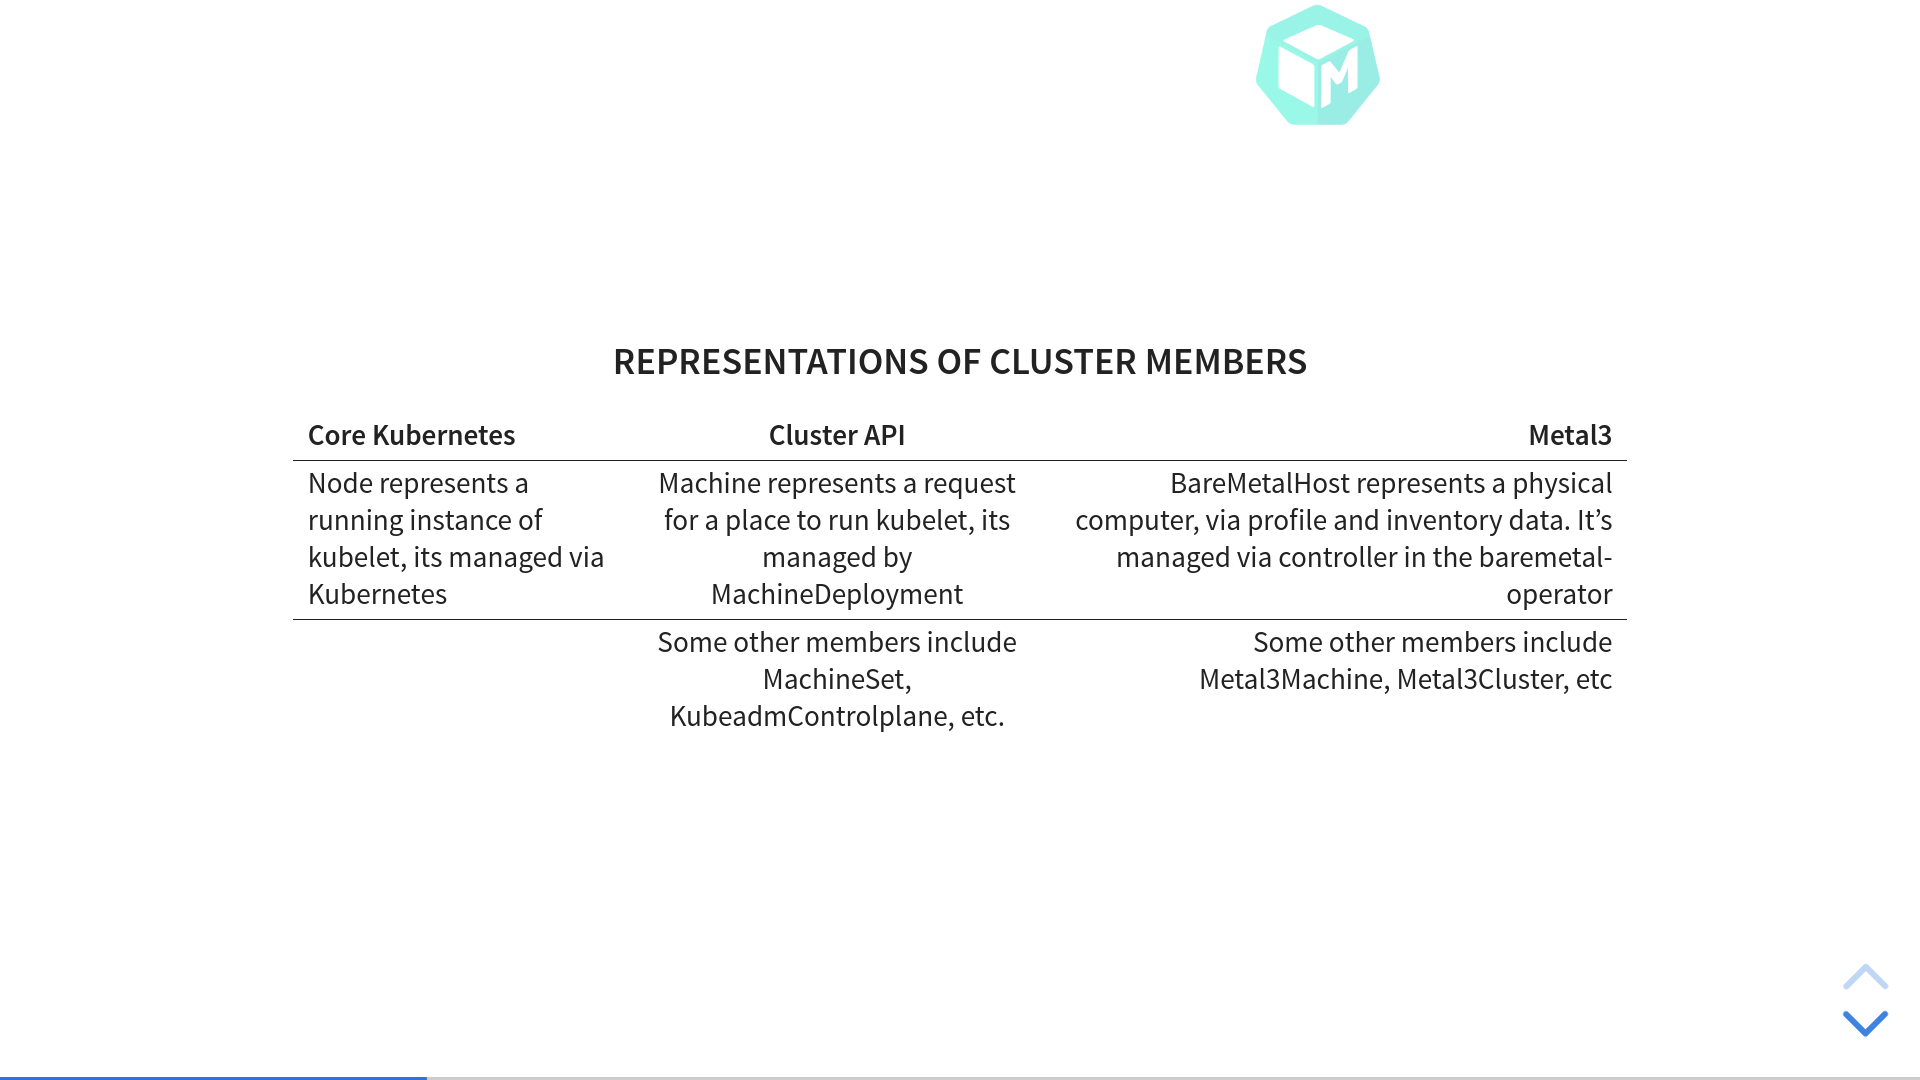 M
REPRESENTATIONS OF CLUSTER MEMBERS
Core Kubernetes
Cluster API
Metal3
Node represents a
running instance of
kubelet, its managed via
Kubernetes
Machine represents a request
for a place to run kubelet, its
managed by
MachineDeployment
BareMetalHost represents a physical
computer, via profile and inventory data. It’s
managed via controller in the baremetal-
operator
Some other members include
MachineSet,
KubeadmControlplane, etc.
Some other members include
Metal3Machine, Metal3Cluster, etc